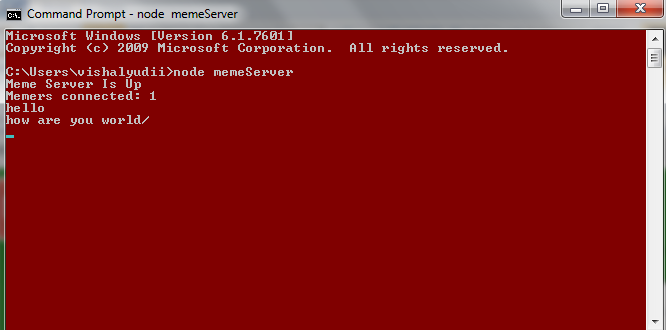 Command Prompt - node  memeServer
Microsoft Windows [Version 6.1.7601]
Copyright (c) 2009 Microsoft Corporation.  All rights reserved.
C:\Users\vishalyudii>node memeServer
Meme Server Is Up
Memers connected: 1
hello
how are you world/